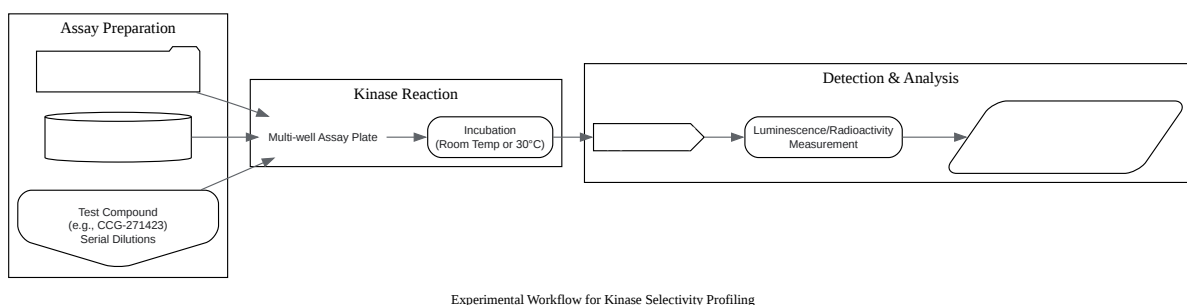 Assay Preparation
Test Compound
(e.g., CCG-271423)
Serial Dilutions
Kinase Reaction
Multi-well Assay Plate
Incubation
(Room Temp or 30°C)
Detection & Analysis
Luminescence/Radioactivity
Measurement
Experimental Workflow for Kinase Selectivity Profiling